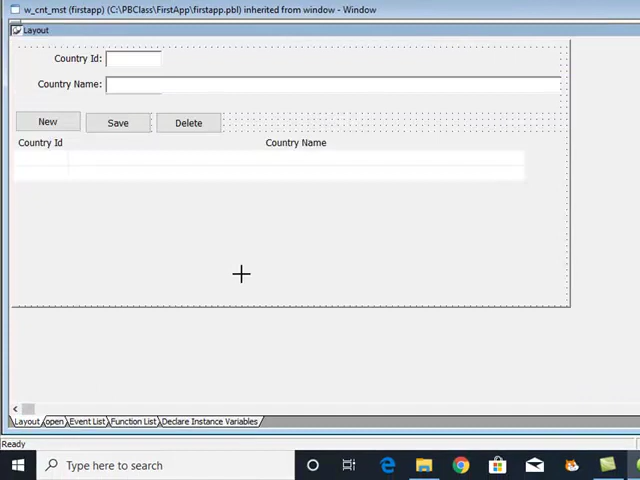 w_cnt_mst (firstapp) (C:\PBClass\FirstApp\firstapp.pbl) inherited from window - Window
Layout
Country Id:
Country Name:
New Save Delete
Country Id Country Name
Layout open Event List Function List Declare Instance Variables
Ready
Type here to search